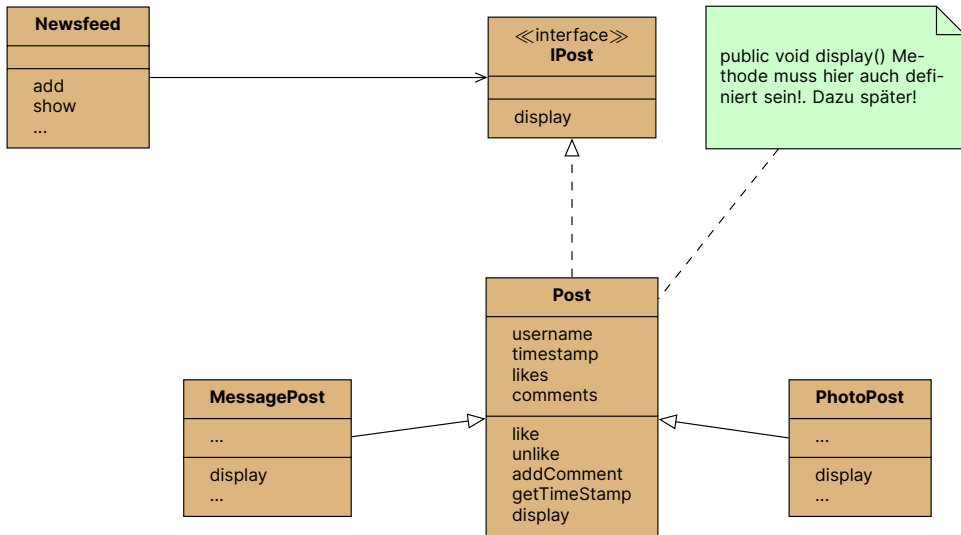 Newsfeed
add
show
...
≪interface≫
IPost
display
public void display() Me-
thode muss hier auch defi-
niert sein!. Dazu später!
Post
username
timestamp
likes
comments
like
unlike
addComment
getTimeStamp
display
MessagePost
...
display
...
PhotoPost
...
display
...